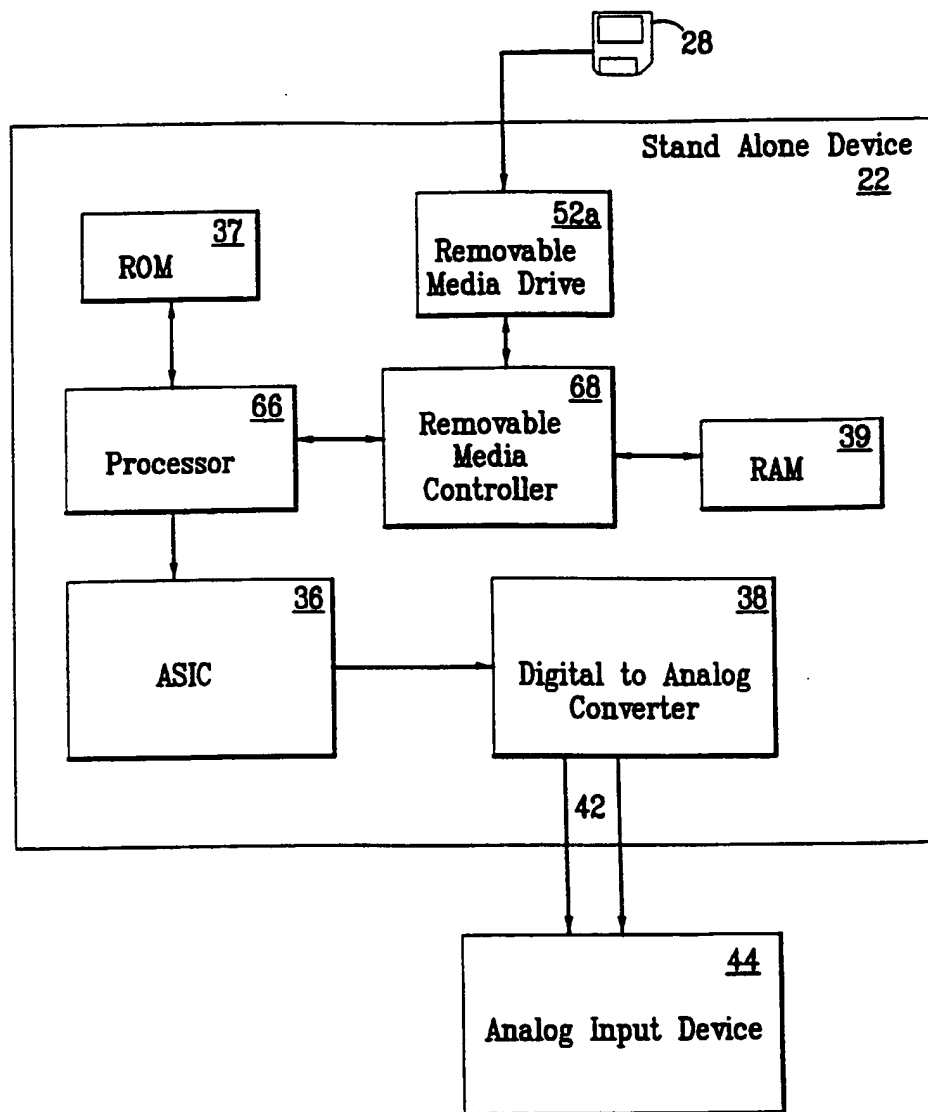 28
Stand Alone Device
22
37
ROM
52a
Removable
Media Drive
66
Processor
68
Removable
Media
Controller
39
RAM
36
ASIC
38
Digital to Analog
Converter
42
44
Analog Input Device